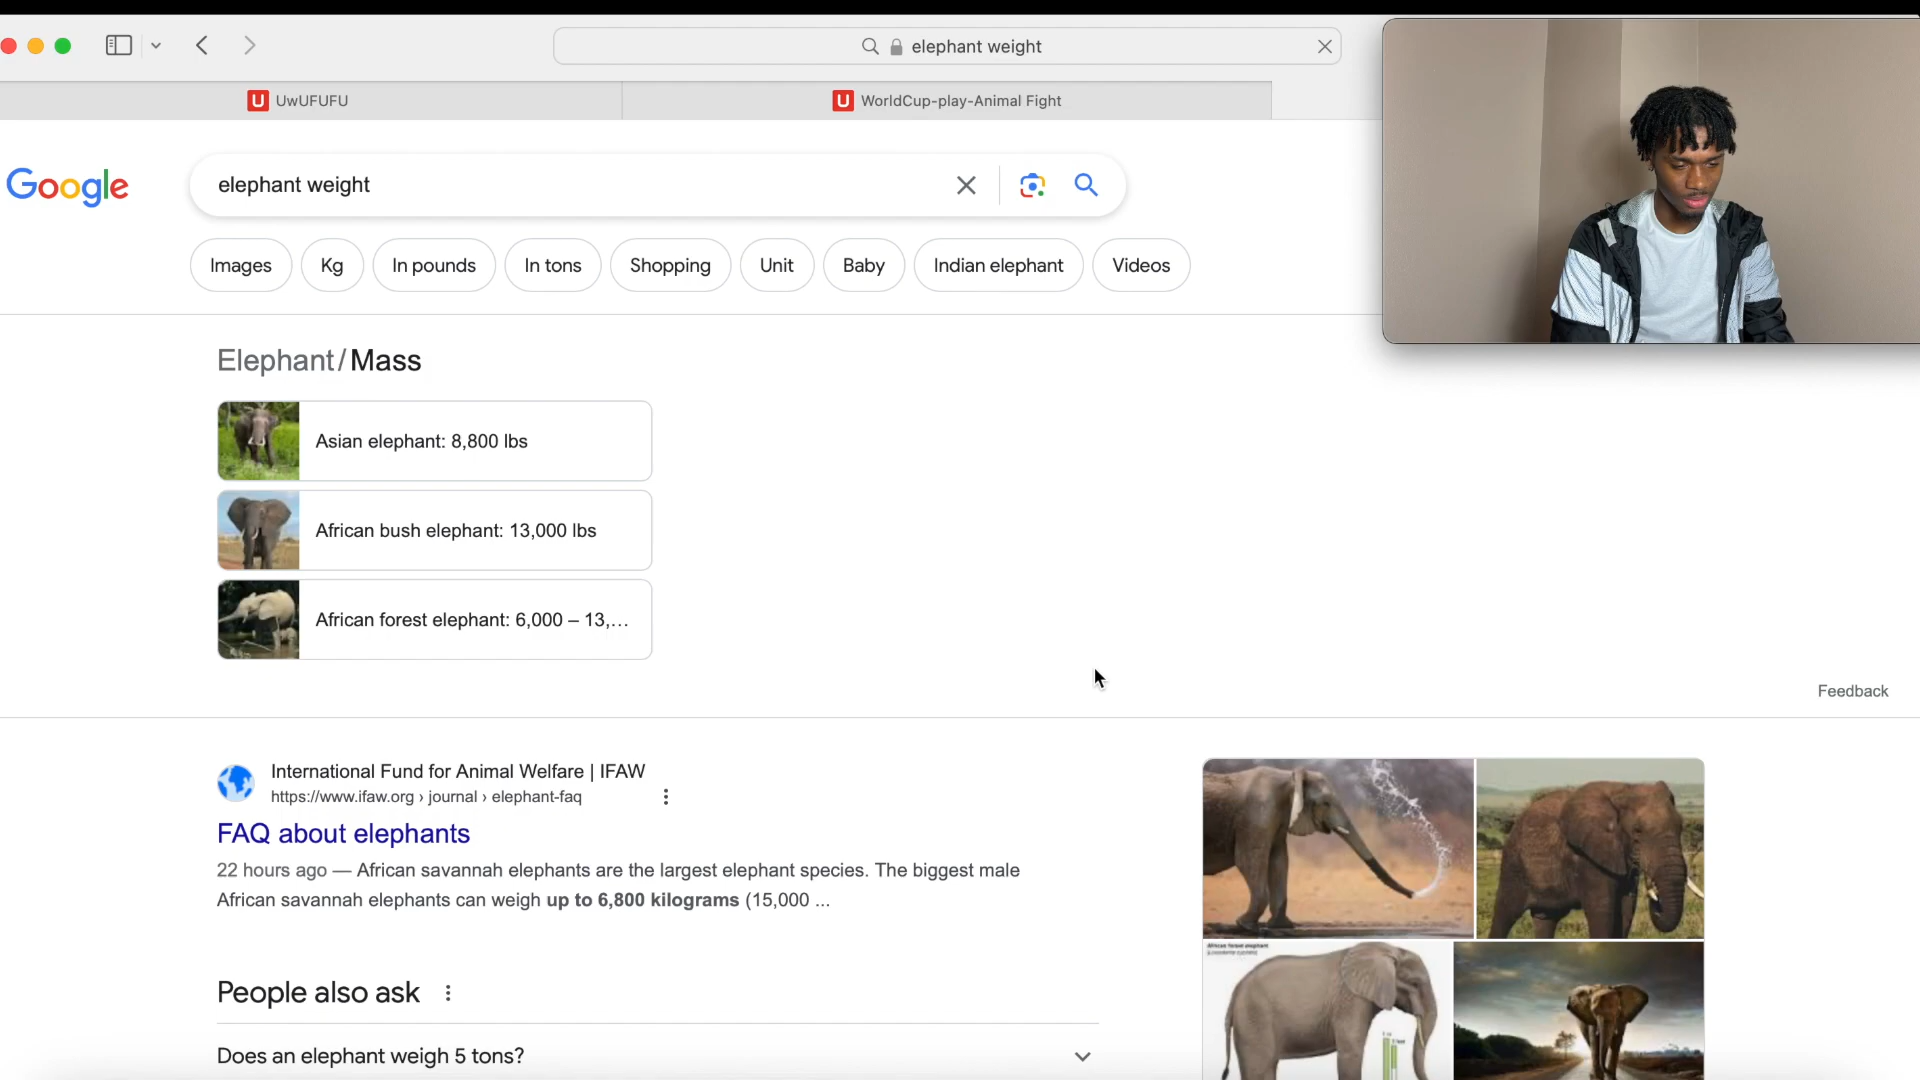 elephant weight
UwUFUFU
WorldCup-play-Animal Fight
Google
elephant weight
Images
Kg
In pounds
In tons
Shopping
Unit
Baby
Indian elephant
Videos
Elephant/Mass
Asian elephant: 8,800 lbs
African bush elephant: 13,000 lbs
African forest elephant: 6,000 – 13,...
Feedback
International Fund for Animal Welfare | IFAW
https://www.ifaw.org › journal › elephant-faq
FAQ about elephants
22 hours ago — African savannah elephants are the largest elephant species. The biggest male
African savannah elephants can weigh up to 6,800 kilograms (15,000 ...
African forest elephant
People also ask
Does an elephant weigh 5 tons?